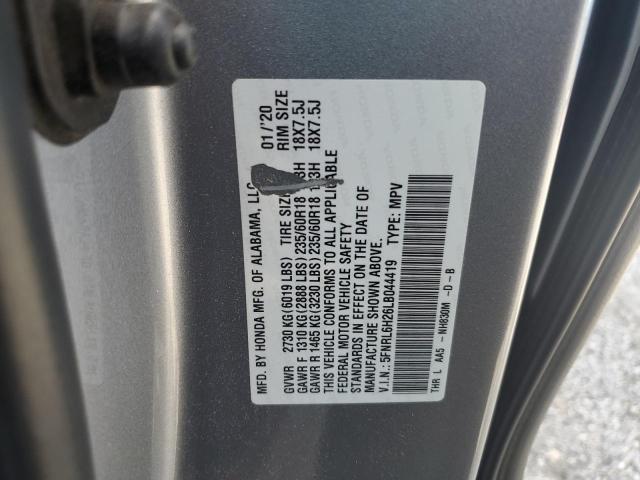 MFD. BY HONDA MFG. OF ALABAMA, LLC 01/'20
GVWR 2730 KG (6019 LBS) TIRE SIZE RIM SIZE
GAWR F 1310 KG (2888 LBS) 235/60R18 18X7.5J
GAWR R 1465 KG (3230 LBS) 235/60R18 18X7.5J
THIS VEHICLE CONFORMS TO ALL APPLICABLE
FEDERAL MOTOR VEHICLE SAFETY
STANDARDS IN EFFECT ON THE DATE OF
MANUFACTURE SHOWN ABOVE.
V.I.N.: 5FNRL6H26LB044419 TYPE: MPV
THR L AA5 - NH830M - D - B